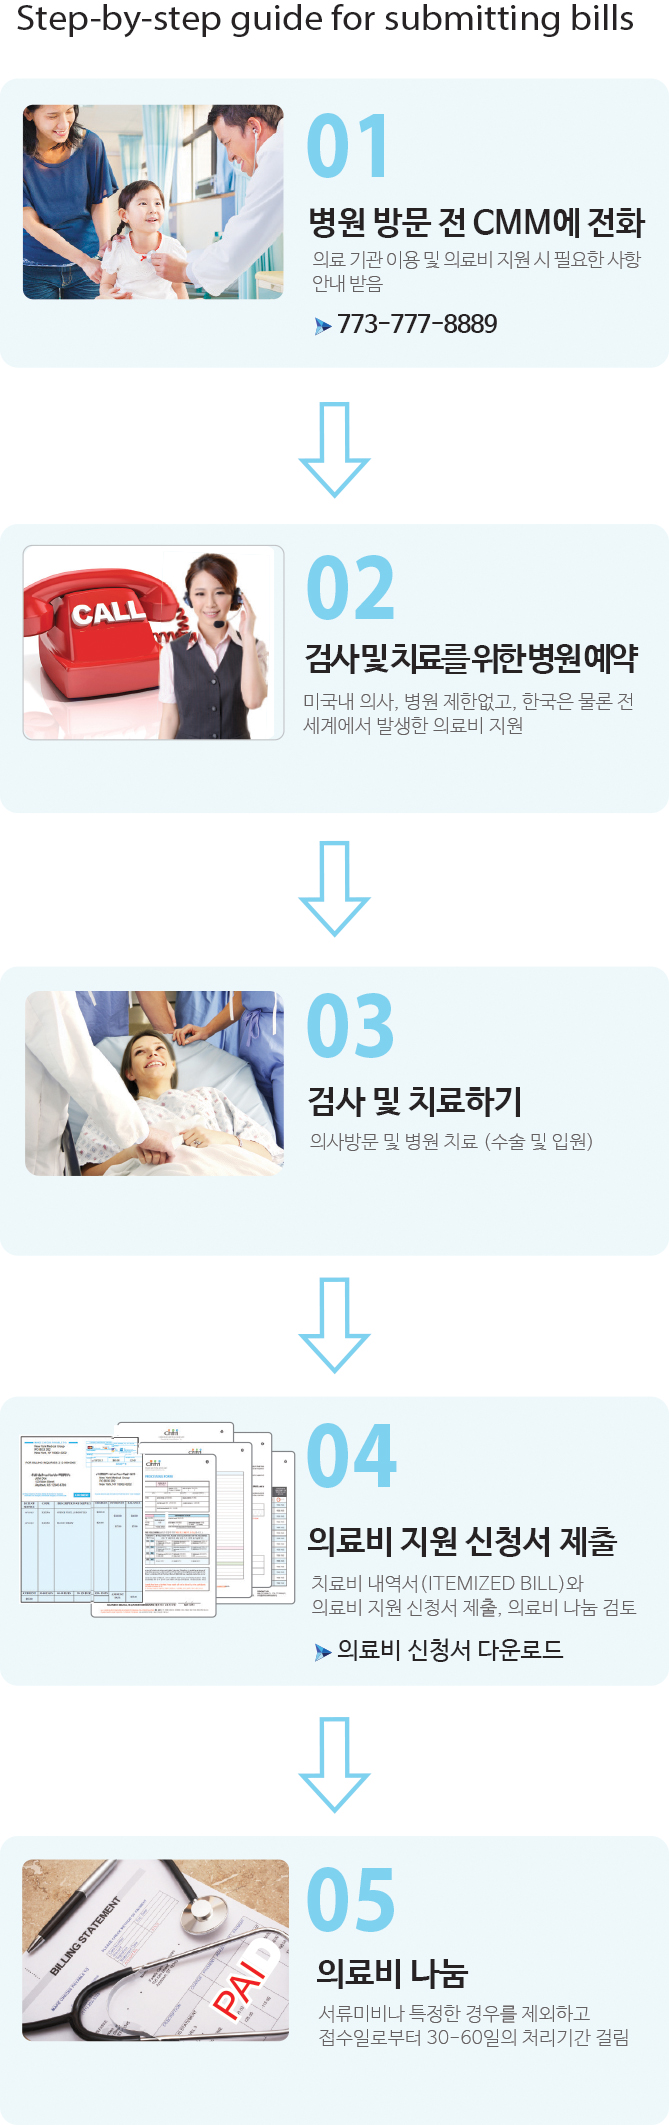 Step-by-step guide for submitting bills
01
병원 방문 전 CMM에 전화
의료 기관 이용 및 의료비 지원 시 필요한 사항
안내 받음
773-777-8889
CALL
02
검사 및 치료를 위한 병원 예약
미국내 의사, 병원 제한없고, 한국은 물론 전
세계에서 발생한 의료비 지원
03
검사 및 치료하기
의사방문 및 병원 치료 (수술 및 입원)
04
의료비 지원 신청서 제출
치료비 내역서(ITEMIZED BILL)와
의료비 지원 신청서 제출, 의료비 나눔 검토
의료비 신청서 다운로드
BILLING STATEMENT
PAID
05
의료비 나눔
서류미비나 특정한 경우를 제외하고
접수일로부터 30-60일의 처리기간 걸림